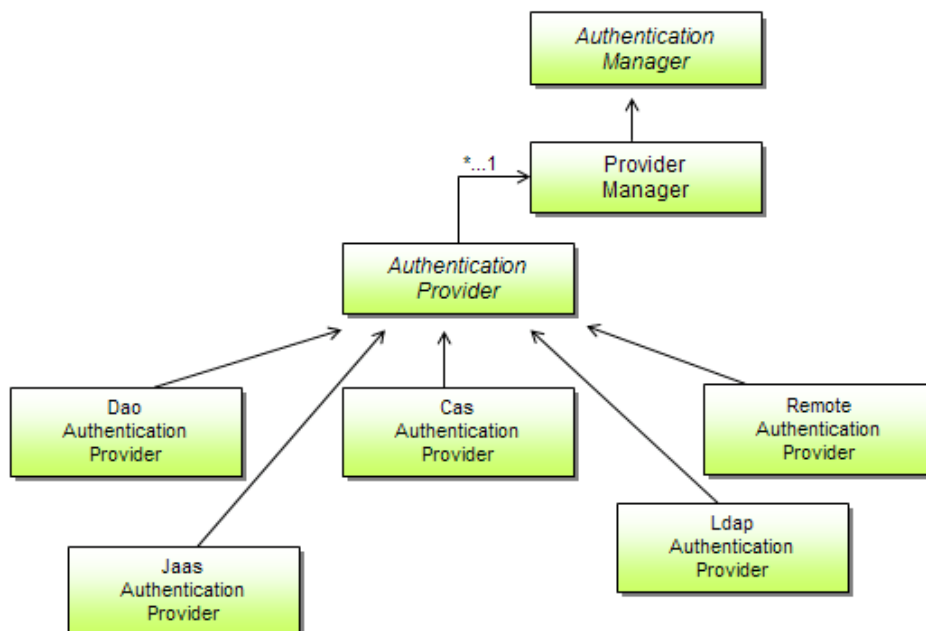 Authentication
Manager
*...1
Provider
Manager
Authentication
Provider
Dao
Authentication
Provider
Cas
Authentication
Provider
Remote
Authentication
Provider
Jaas
Authentication
Provider
Ldap
Authentication
Provider